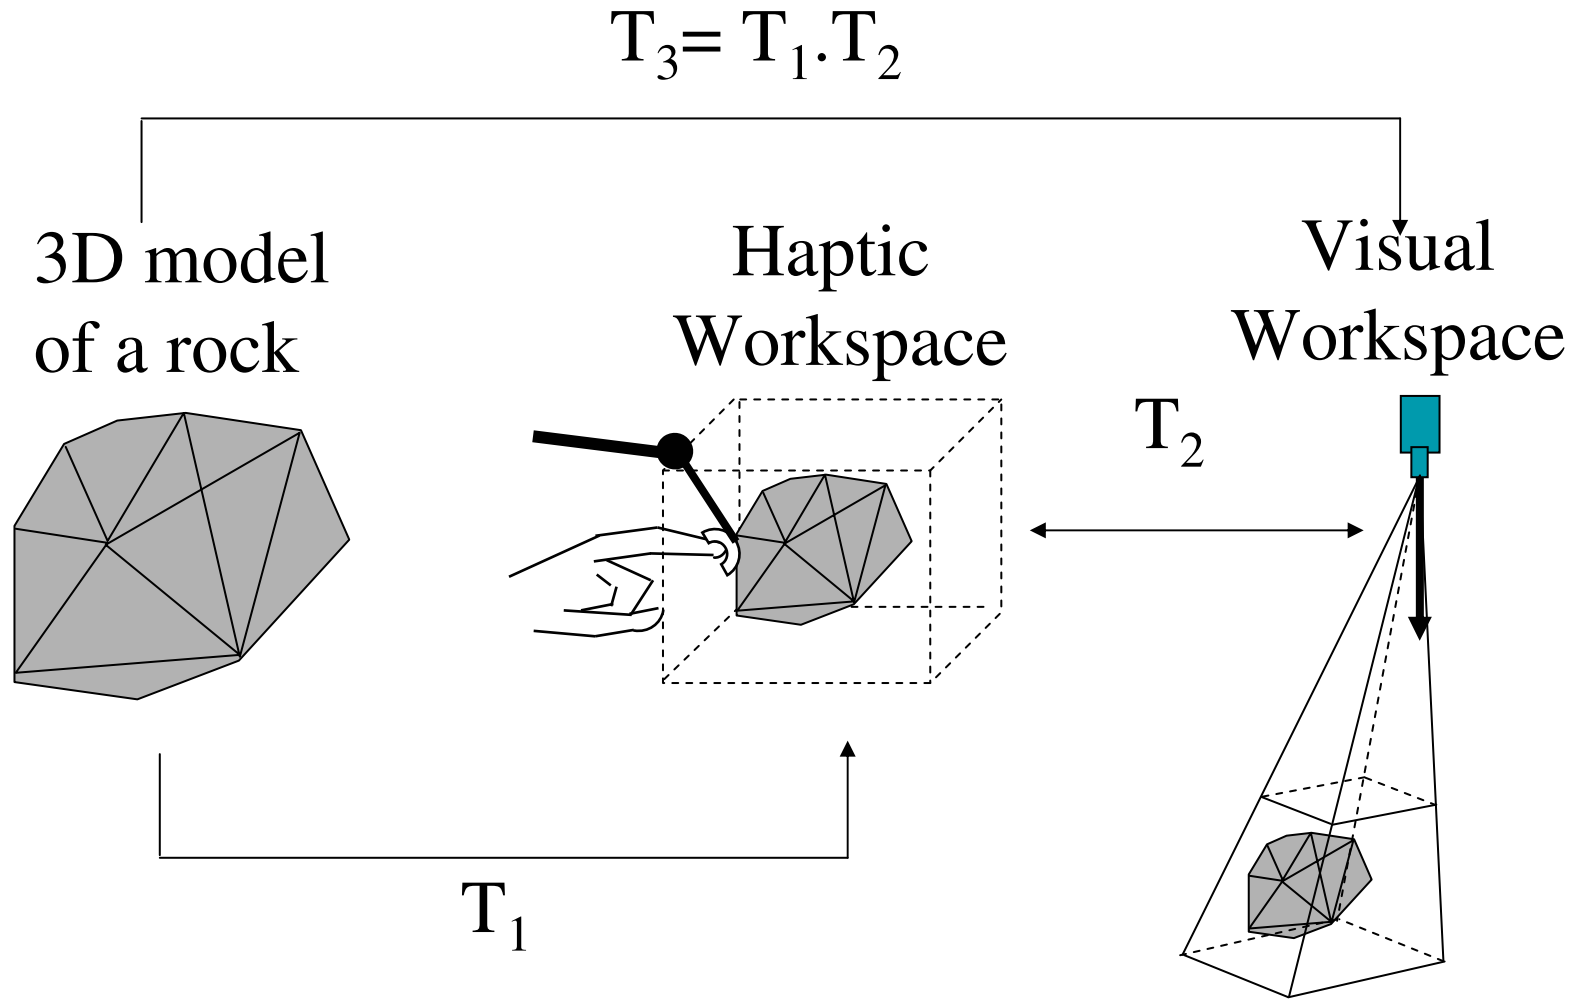 T3= T1.T2
3D model
of a rock
Haptic
Workspace
Visual
Workspace
T2
T1